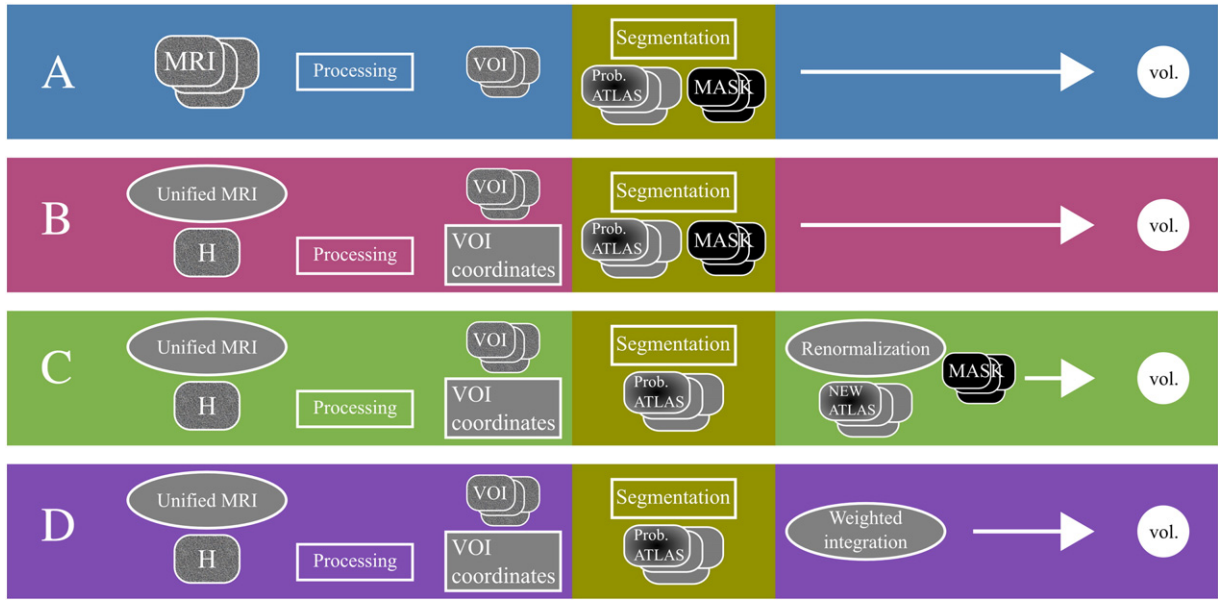 A
MRI
Processing
VOI
Segmentation
Prob.
ATLAS
MASK
vol.
B
Unified MRI
H
Processing
VOI
VOI
coordinates
Segmentation
Prob.
ATLAS
MASK
vol.
C
Unified MRI
H
Processing
VOI
VOI
coordinates
Segmentation
Prob.
ATLAS
Renormalization
NEW
ATLAS
MASK
vol.
D
Unified MRI
H
Processing
VOI
VOI
coordinates
Segmentation
Prob.
ATLAS
Weighted
integration
vol.